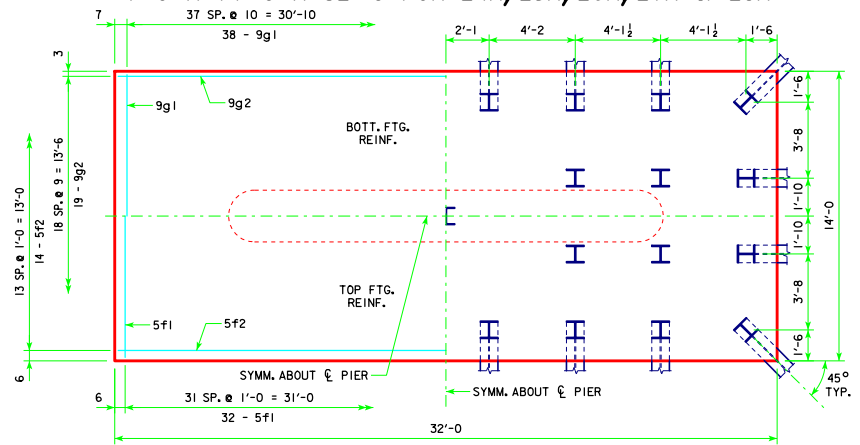 7
37 SP. @ 10 = 30'-10
38 - 9g1
2'-1
4'-2
4'-1½
4'-1½
1'-6
3
9g1
9g2
BOTT. FTG.
REINF.
13 SP. @ 1'-0 = 13'-0
14 - 5f2
18 SP. @ 9 = 13'-6
19 - 9g2
1'-6
3'-8
1'-10
1'-10
3'-8
1'-6
14'-0
TOP FTG.
REINF.
5f1
5f2
6
SYMM. ABOUT ℄ PIER
SYMM. ABOUT ℄ PIER
45°
TYP.
6
31 SP. @ 1'-0 = 31'-0
32 - 5f1
32'-0